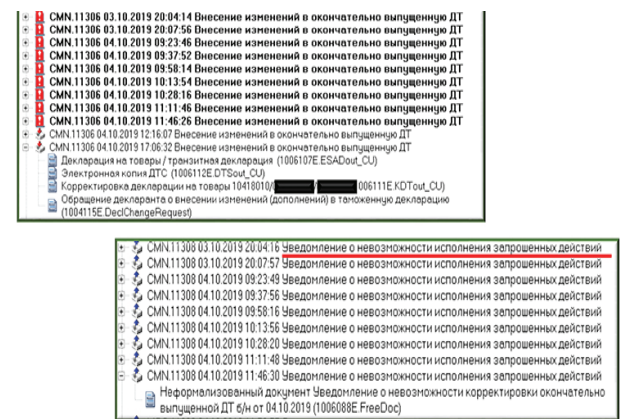 CMN.11306 03.10.2019 20:04:14 Внесение изменений в окончательно выпущенную ДТ
CMN.11306 03.10.2019 20:07:56 Внесение изменений в окончательно выпущенную ДТ
CMN.11306 04.10.2019 09:23:46 Внесение изменений в окончательно выпущенную ДТ
CMN.11306 04.10.2019 09:37:52 Внесение изменений в окончательно выпущенную ДТ
CMN.11306 04.10.2019 09:58:14 Внесение изменений в окончательно выпущенную ДТ
CMN.11306 04.10.2019 10:13:54 Внесение изменений в окончательно выпущенную ДТ
CMN.11306 04.10.2019 10:28:16 Внесение изменений в окончательно выпущенную ДТ
CMN.11306 04.10.2019 11:11:46 Внесение изменений в окончательно выпущенную ДТ
CMN.11306 04.10.2019 11:46:26 Внесение изменений в окончательно выпущенную ДТ
CMN.11306 04.10.2019 12:16:07 Внесение изменений в окончательно выпущенную ДТ
CMN.11306 04.10.2019 17:06:32 Внесение изменений в окончательно выпущенную ДТ
Декларация на товары / транзитная декларация (1006107E.ESADout_CU)
Электронная копия ДТС (1006112E.DTSout_CU)
Корректировка декларации на товары 10418010/ / 006111E.KDTout_CU)
Обращение декларанта о внесении изменений (дополнений) в таможенную декларацию
(1004115E.DeclChangeRequest)
CMN.11308 03.10.2019 20:04:16 Уведомление о невозможности исполнения запрошенных действий
CMN.11308 03.10.2019 20:07:57 Уведомление о невозможности исполнения запрошенных действий
CMN.11308 04.10.2019 09:23:49 Уведомление о невозможности исполнения запрошенных действий
CMN.11308 04.10.2019 09:37:56 Уведомление о невозможности исполнения запрошенных действий
CMN.11308 04.10.2019 09:58:16 Уведомление о невозможности исполнения запрошенных действий
CMN.11308 04.10.2019 10:13:56 Уведомление о невозможности исполнения запрошенных действий
CMN.11308 04.10.2019 10:28:20 Уведомление о невозможности исполнения запрошенных действий
CMN.11308 04.10.2019 11:11:48 Уведомление о невозможности исполнения запрошенных действий
CMN.11308 04.10.2019 11:46:30 Уведомление о невозможности исполнения запрошенных действий
Неформализованный документ Уведомление о невозможности корректировки окончательно
выпущенной ДТ б/н от 04.10.2019 (1006088E.FreeDoc)